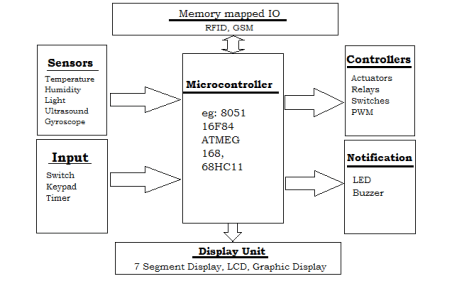 Memory mapped IO
RFID, GSM
Sensors
Temperature
Humidity
Light
Ultrasound
Gyroscope
Input
Switch
Keypad
Timer
Microcontroller
eg: 8051
16F84
ATMEG
168,
68HC11
Controllers
Actuators
Relays
Switches
PWM
Notification
LED
Buzzer
Display Unit
7 Segment Display, LCD, Graphic Display